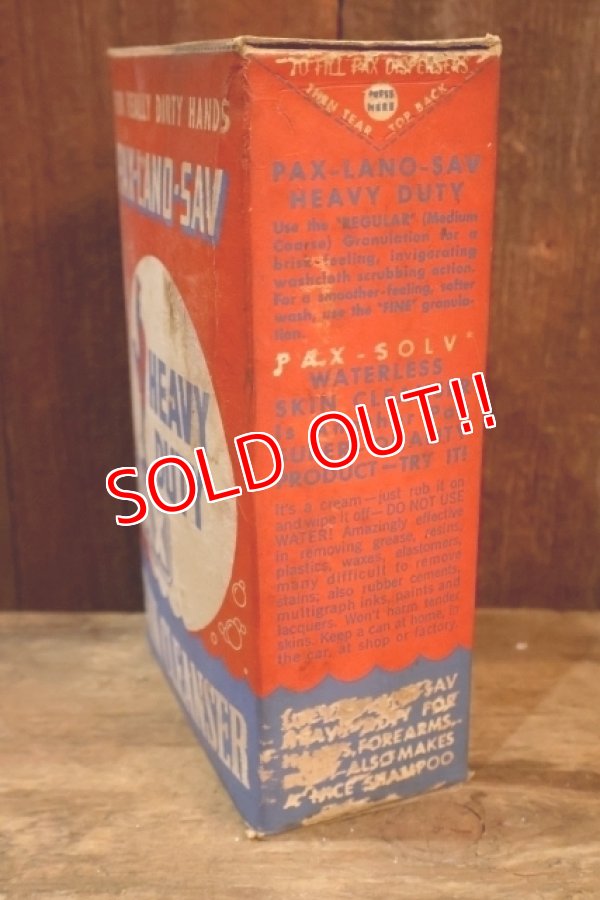 DIRTY HANDS
PAX-LANO-SAV
HEAVY
DUTY
CLEANSER
TO FILL PAX DISPENSERS
PRESS
HERE
THEN TEAR TOP BACK
PAX-LANO-SAV
HEAVY DUTY
Use the "REGULAR" (Medium
Coarse) Granulation for a
brisk-feeling, invigorating
washcloth scrubbing action.
For a smoother-feeling, softer
wash, use the "FINE" granula-
tion.
PAX-SOLV*
WATERLESS
SKIN
PRODUCT—TRY IT!
It's a cream—just rub it on
and wipe it off—DO NOT USE
WATER! Amazingly effective
in removing grease, resins,
plastics, waxes, elastomers,
many difficult to remove
stains; also rubber cements,
multigraph inks, paints and
lacquers. Won't harm tender
skins. Keep a can at home, in
the car, at shop or factory.
SAV
HEAVY DUTY FOR
HANDS, FOREARMS,
ALSO MAKES
A NICE SHAMPOO
SOLD OUT!!